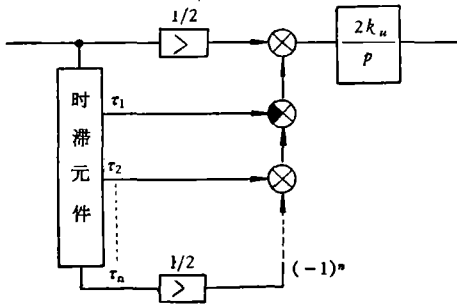 1/2
>
2k_u
p
时
滞
元
件
τ₁
τ₂
τₙ
1/2
>
(-1)ⁿ